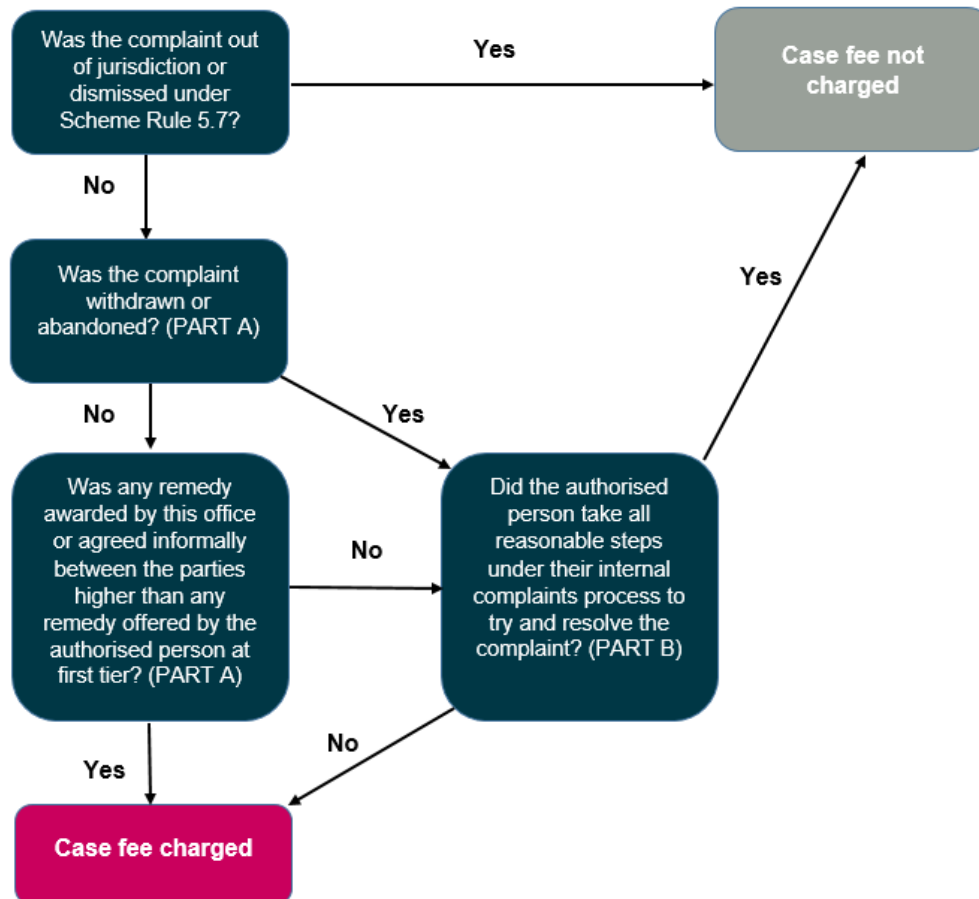 Was the complaint out
of jurisdiction or
dismissed under
Scheme Rule 5.7?
Yes
Case fee not
charged
No
Was the complaint
withdrawn or
abandoned? (PART A)
Yes
No
Yes
Was any remedy
awarded by this office
or agreed informally
between the parties
higher than any
remedy offered by the
authorised person at
first tier? (PART A)
No
Did the authorised
person take all
reasonable steps
under their internal
complaints process to
try and resolve the
complaint? (PART B)
No
Yes
Case fee charged